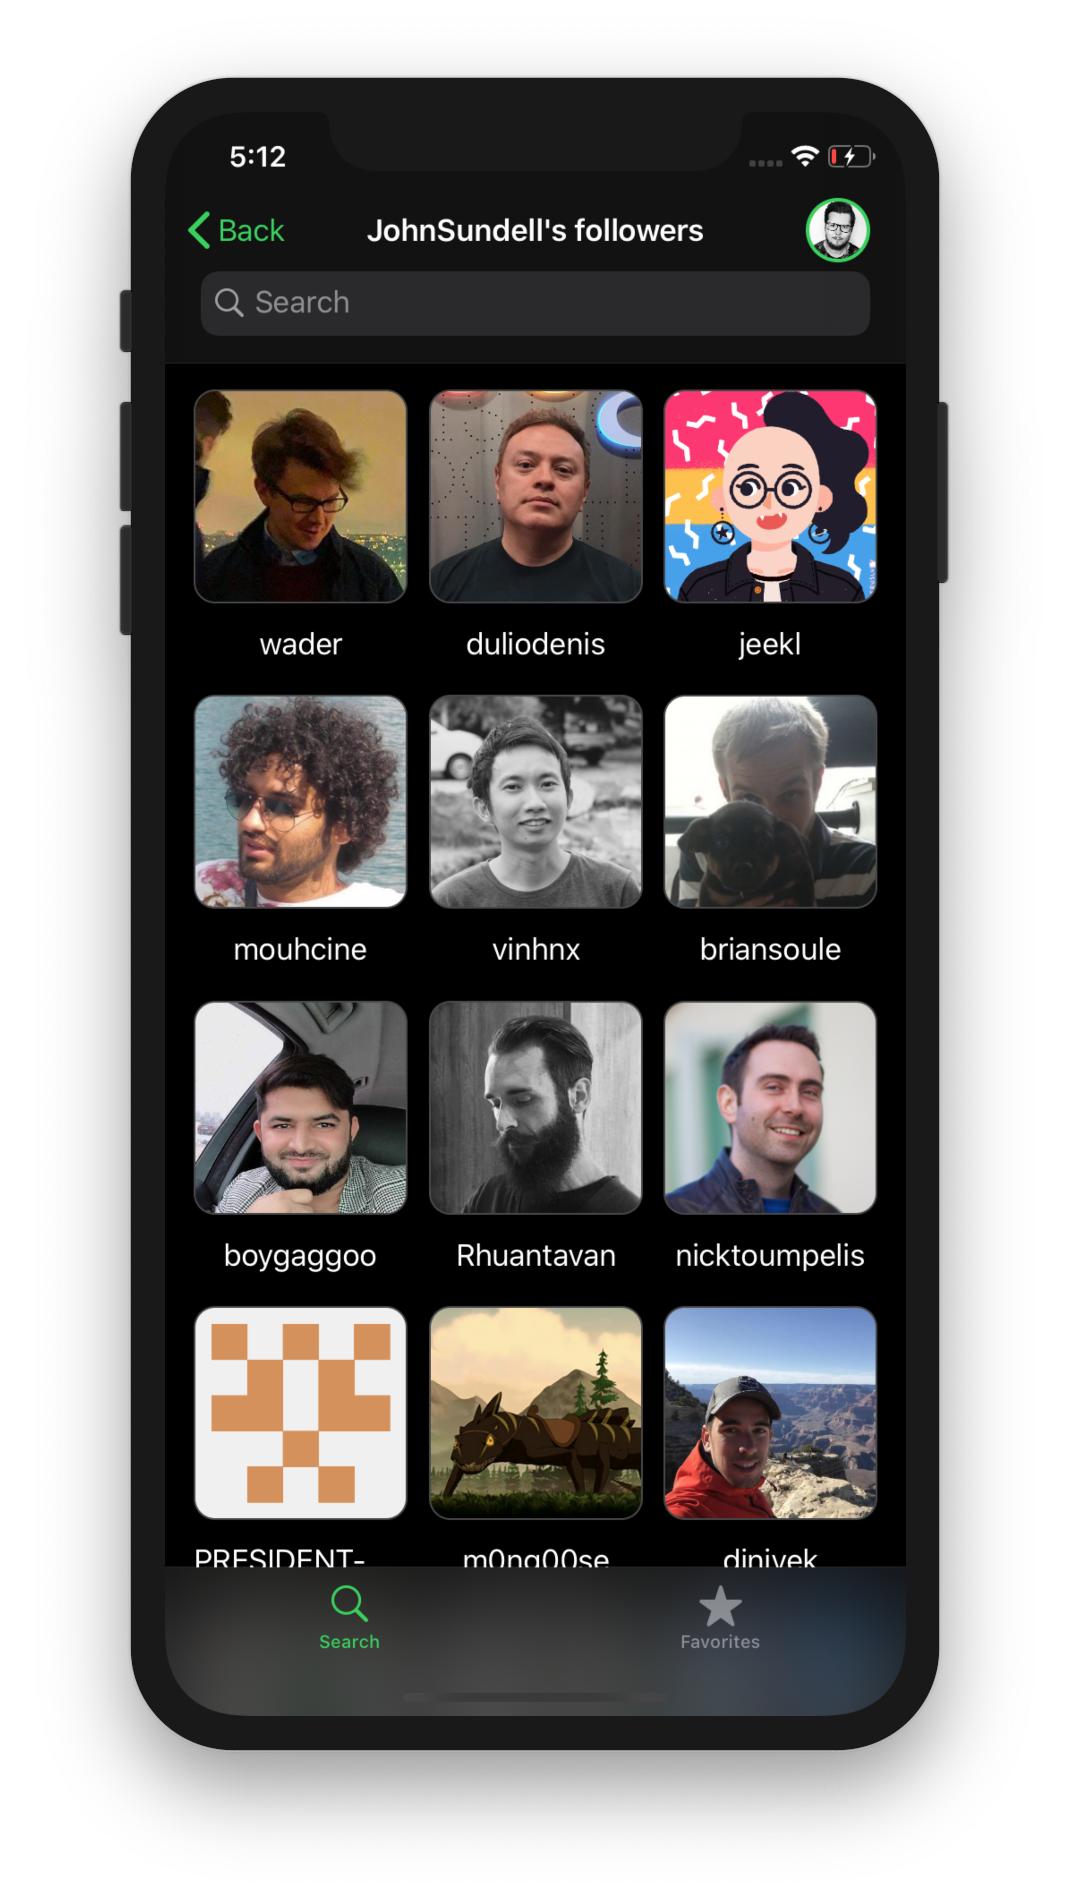 5:12
Back
JohnSundell's followers
Search
wader
duliodenis
jeekl
mouhcine
vinhnx
briansoule
boygaggoo
Rhuantavan
nicktoumpelis
PRESIDENT-
m0ng00se
dinivek
Search
Favorites